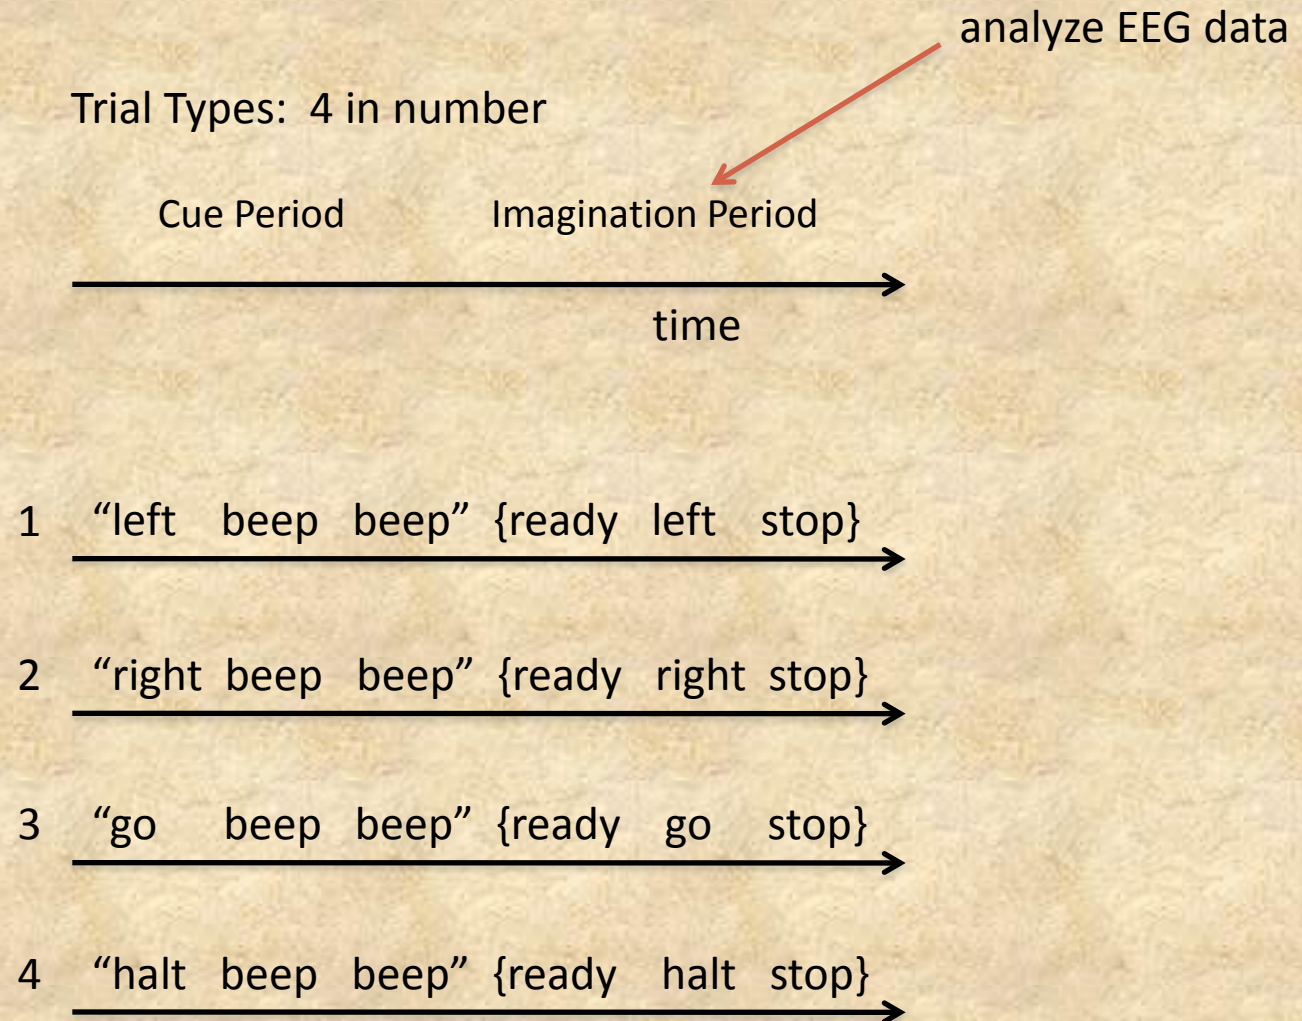 analyze EEG data
Trial Types: 4 in number
Cue Period Imagination Period
time
1 “left beep beep” {ready left stop}
2 “right beep beep” {ready right stop}
3 “go beep beep” {ready go stop}
4 “halt beep beep” {ready halt stop}